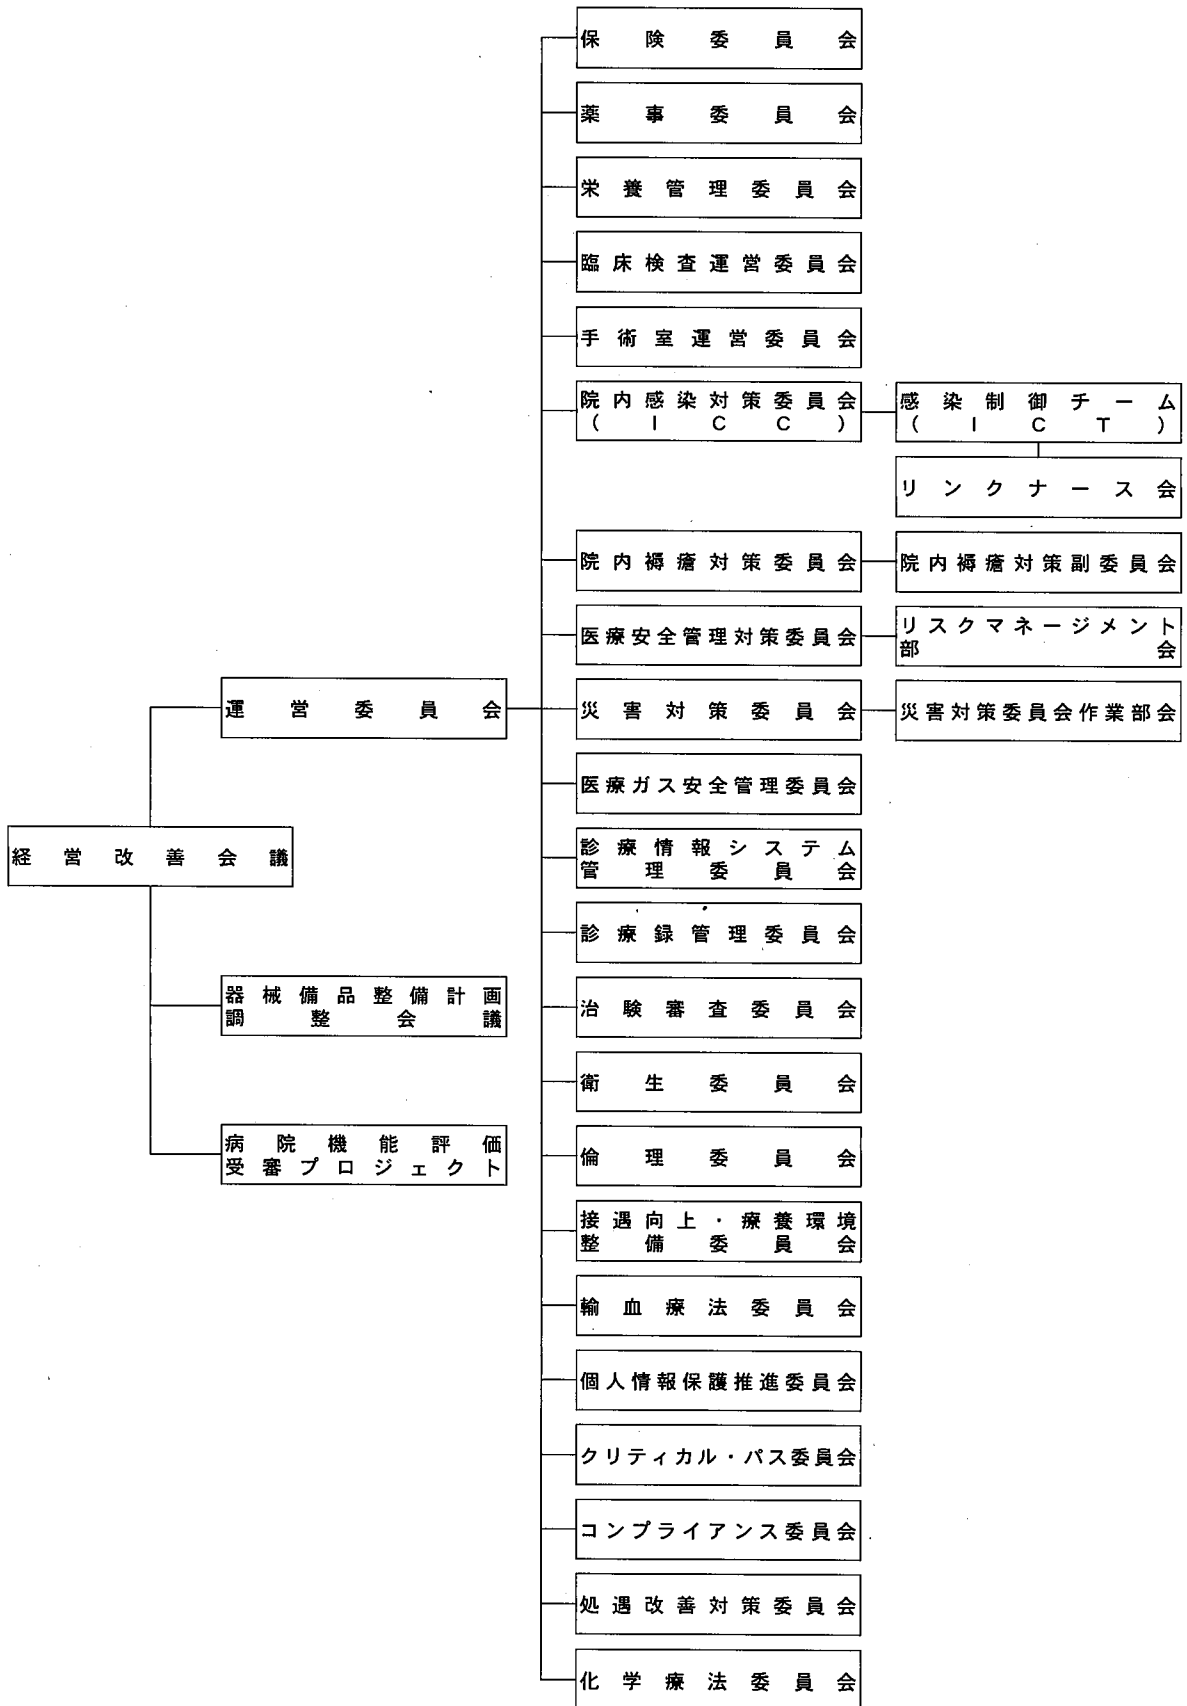 保険委員会
薬事委員会
栄養管理委員会
臨床検査運営委員会
手術室運営委員会
院内感染対策委員会
(ICC)
感染制御チーム
(ICT)
リンクナース会
院内褥瘡対策委員会
院内褥瘡対策副委員会
医療安全管理対策委員会
リスクマネージメント
部会
運営委員会
災害対策委員会
災害対策委員会作業部会
医療ガス安全管理委員会
経営改善会議
診療情報システム
管理委員会
診療録管理委員会
器械備品整備計画
調整会議
治験審査委員会
衛生委員会
病院機能評価
受審プロジェクト
倫理委員会
接遇向上・療養環境
整備委員会
輸血療法委員会
個人情報保護推進委員会
クリティカル・パス委員会
コンプライアンス委員会
処遇改善対策委員会
化学療法委員会